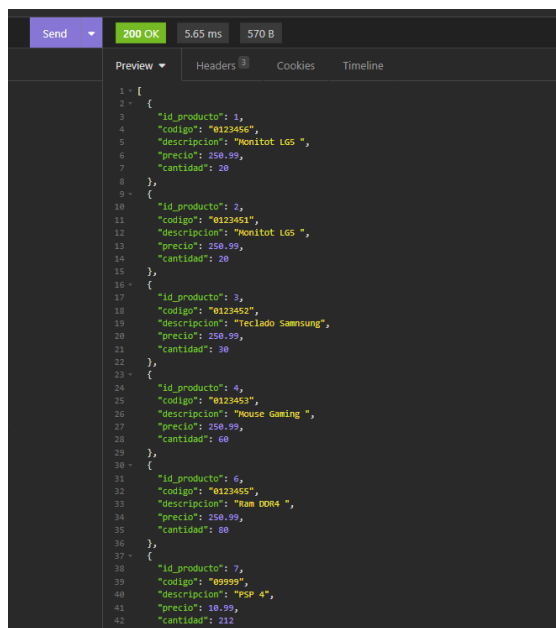 Send ▼ 200 OK 5.65 ms 570 B
Preview ▼ Headers 3 Cookies Timeline
1 [
2 {
3 "id_producto": 1,
4 "codigo": "0123456",
5 "descripcion": "Monitot LG5 ",
6 "precio": 250.99,
7 "cantidad": 20
8 },
9 {
10 "id_producto": 2,
11 "codigo": "0123451",
12 "descripcion": "Monitot LG5 ",
13 "precio": 250.99,
14 "cantidad": 20
15 },
16 {
17 "id_producto": 3,
18 "codigo": "0123452",
19 "descripcion": "Teclado Samnsung",
20 "precio": 250.99,
21 "cantidad": 30
22 },
23 {
24 "id_producto": 4,
25 "codigo": "0123453",
26 "descripcion": "Mouse Gaming ",
27 "precio": 250.99,
28 "cantidad": 60
29 },
30 {
31 "id_producto": 6,
32 "codigo": "0123455",
33 "descripcion": "Ram DDR4 ",
34 "precio": 250.99,
35 "cantidad": 80
36 },
37 {
38 "id_producto": 7,
39 "codigo": "09999",
40 "descripcion": "PSP 4",
41 "precio": 10.99,
42 "cantidad": 212